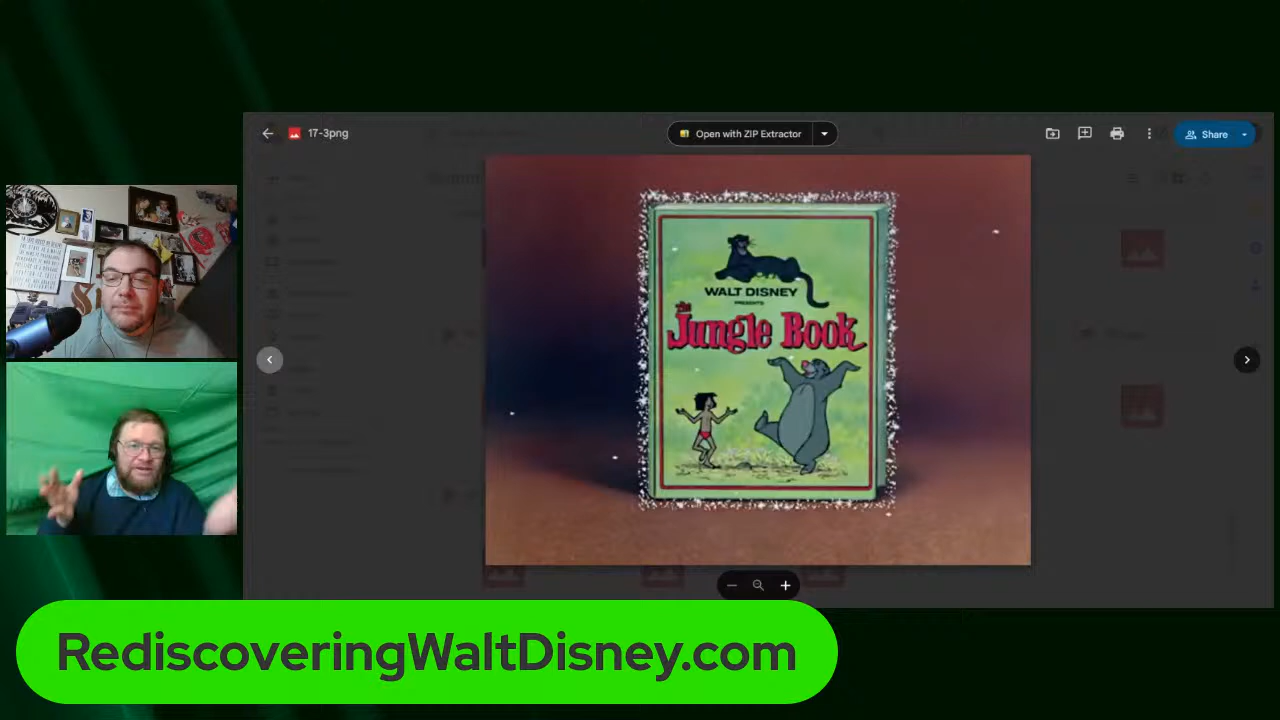 17-3png
Open with ZIP Extractor
Share
WALT DISNEY
PRESENTS
The
Jungle Book
RediscoveringWaltDisney.com